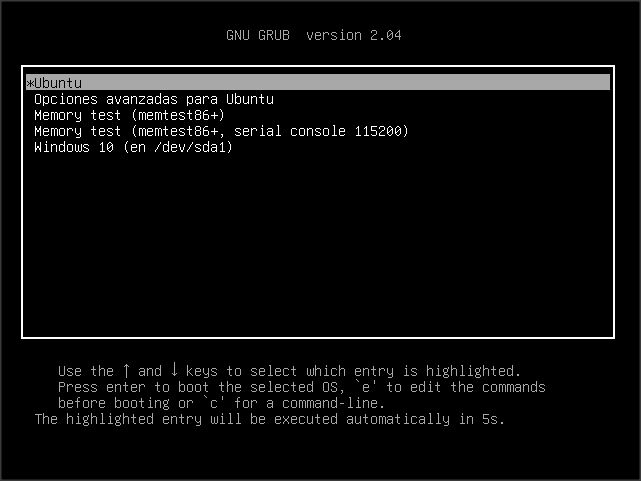 GNU GRUB  version 2.04
*Ubuntu
Opciones avanzadas para Ubuntu
Memory test (memtest86+)
Memory test (memtest86+, serial console 115200)
Windows 10 (en /dev/sda1)
Use the ↑ and ↓ keys to select which entry is highlighted.
Press enter to boot the selected OS, `e' to edit the commands
before booting or `c' for a command-line.
The highlighted entry will be executed automatically in 5s.